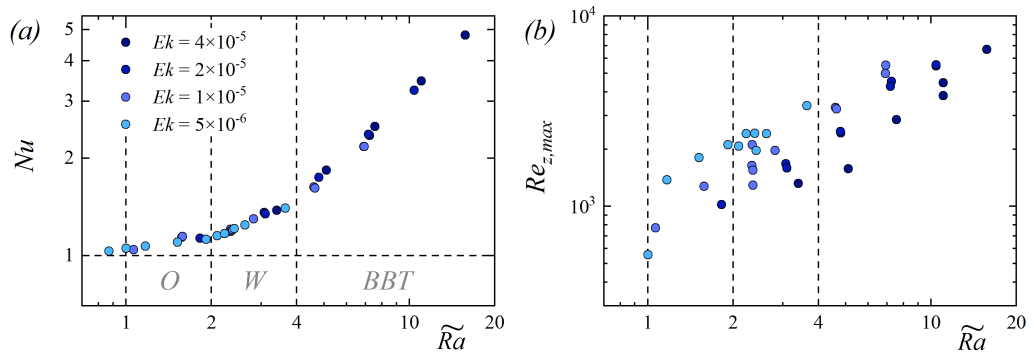 (a)
Ek = 4×10⁻⁵
Ek = 2×10⁻⁵
Ek = 1×10⁻⁵
Ek = 5×10⁻⁶
5
4
3
2
1
Nu
O
W
BBT
1
2
4
10
20
R̃a
(b)
10⁴
10³
Re_z,max
1
2
4
10
20
R̃a